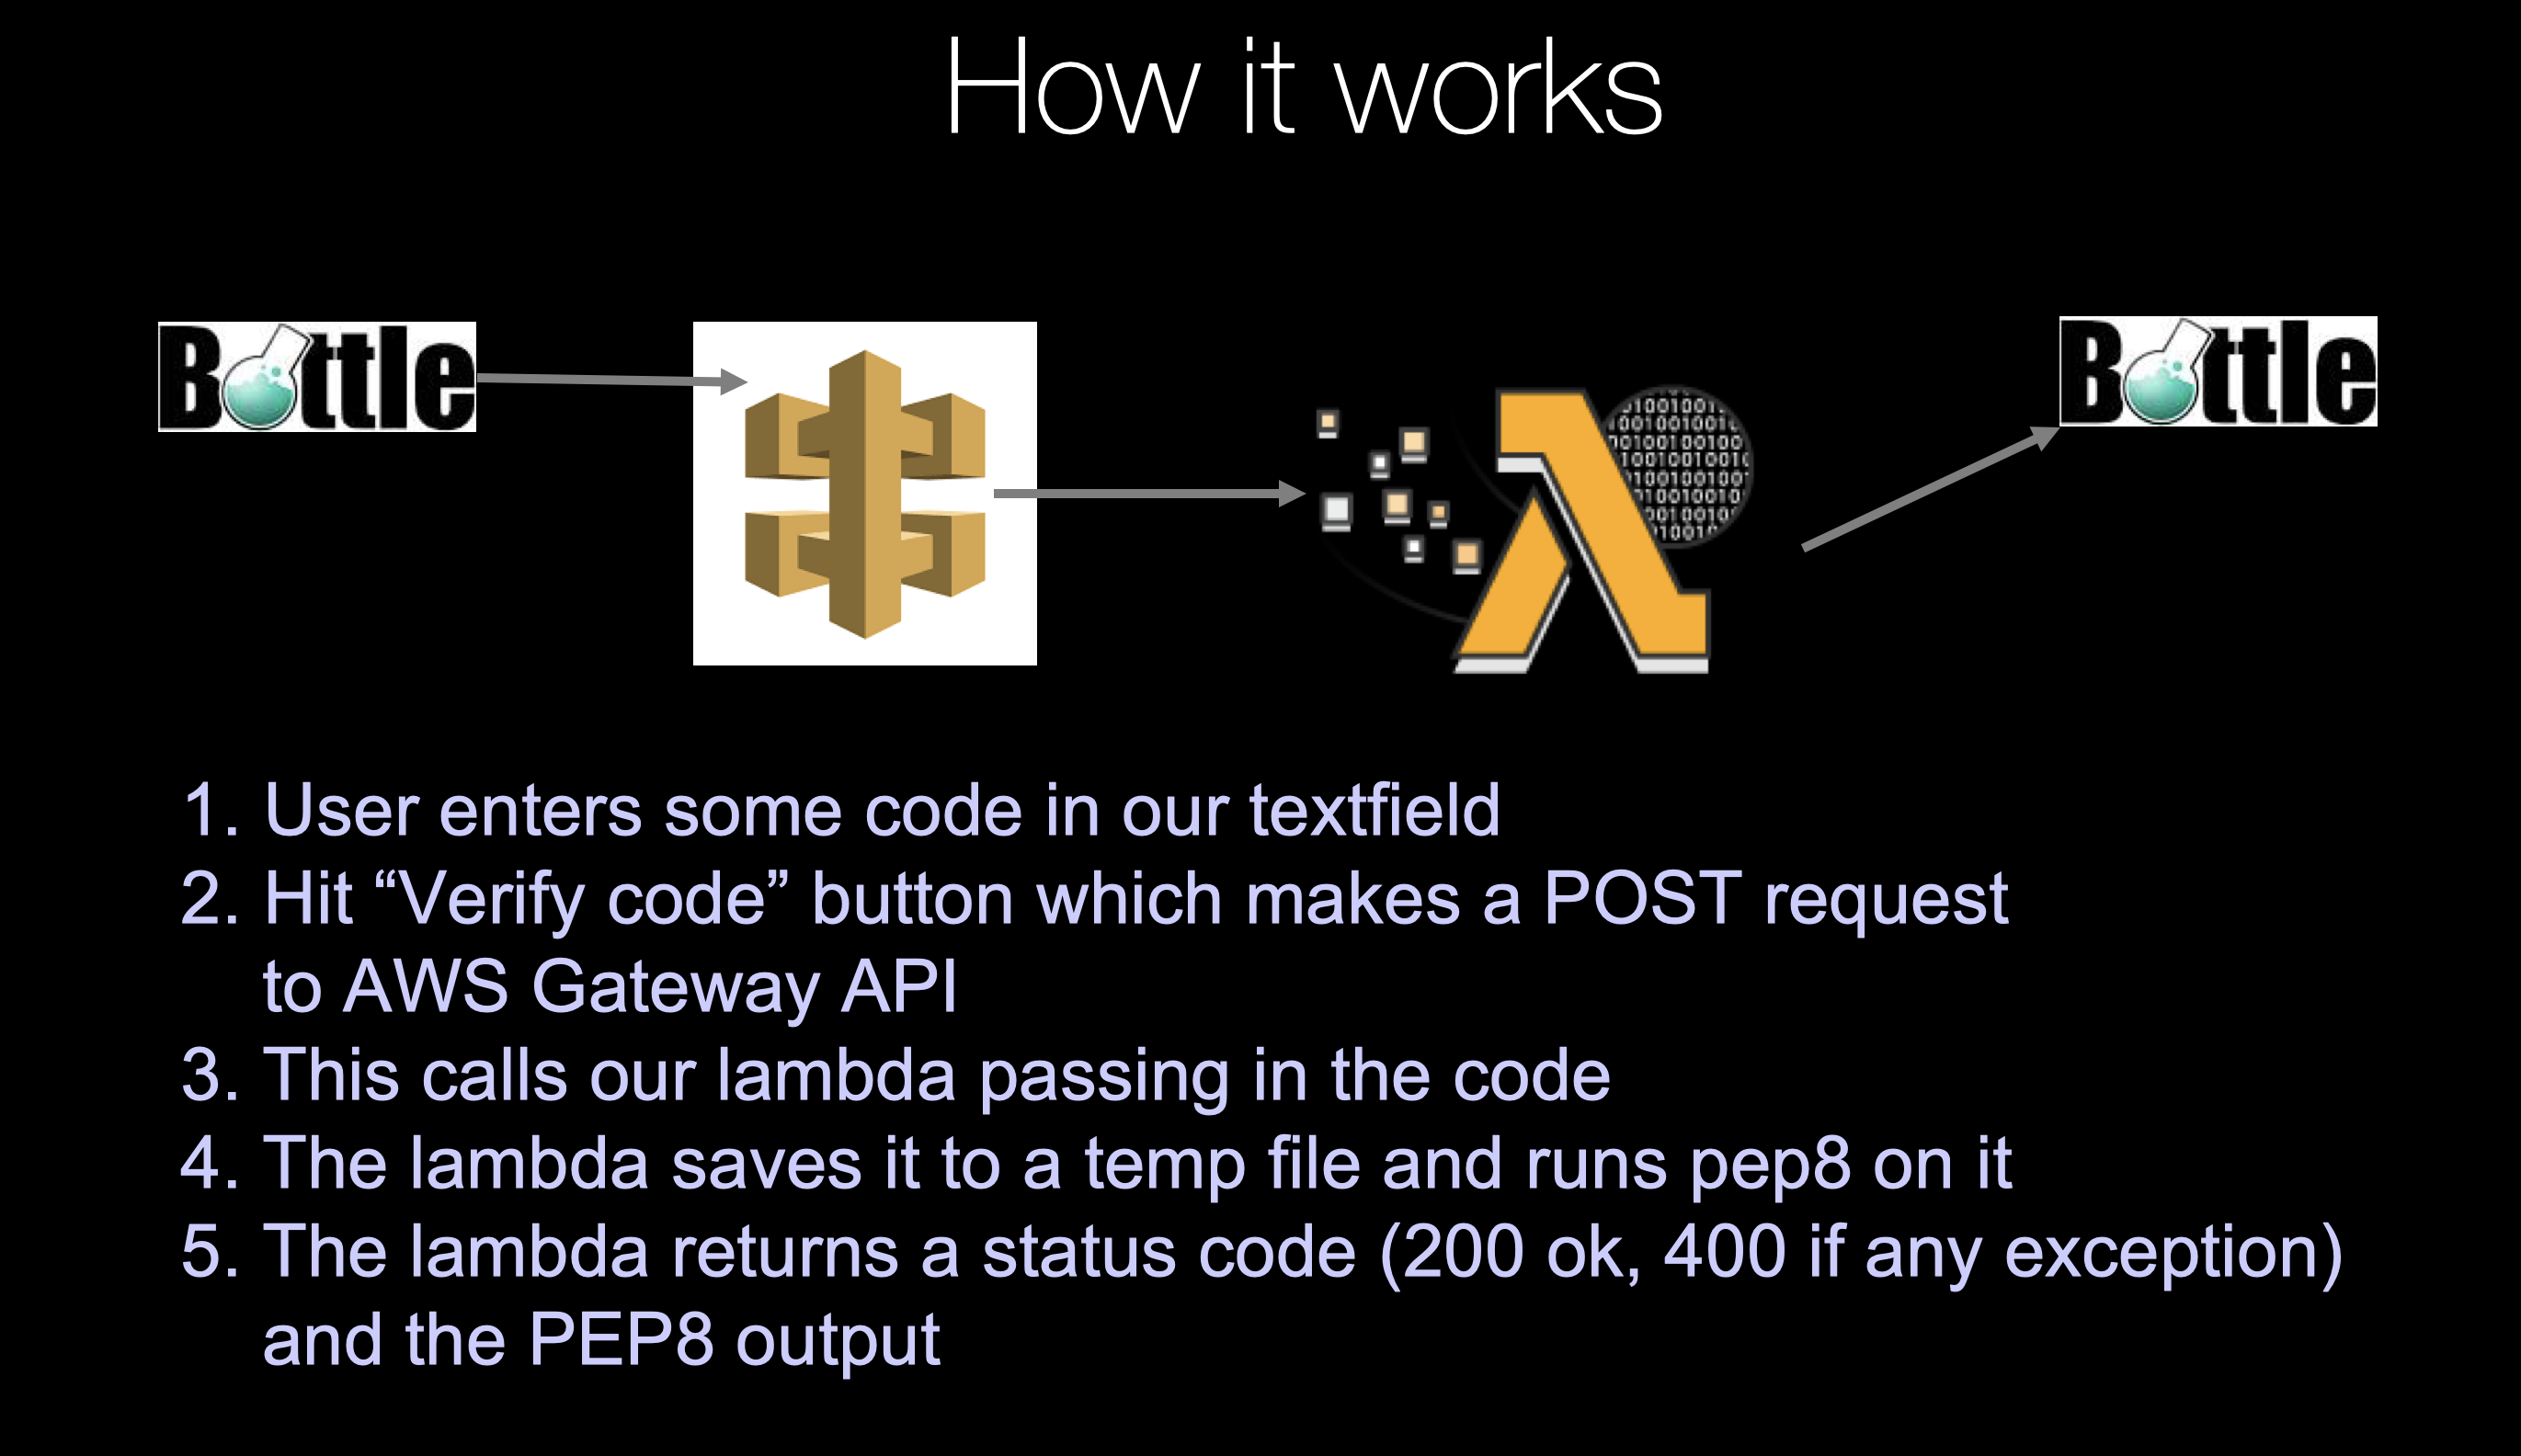 How it works
Bottle
Bottle
1. User enters some code in our textfield
2. Hit “Verify code” button which makes a POST request
to AWS Gateway API
3. This calls our lambda passing in the code
4. The lambda saves it to a temp file and runs pep8 on it
5. The lambda returns a status code (200 ok, 400 if any exception)
and the PEP8 output